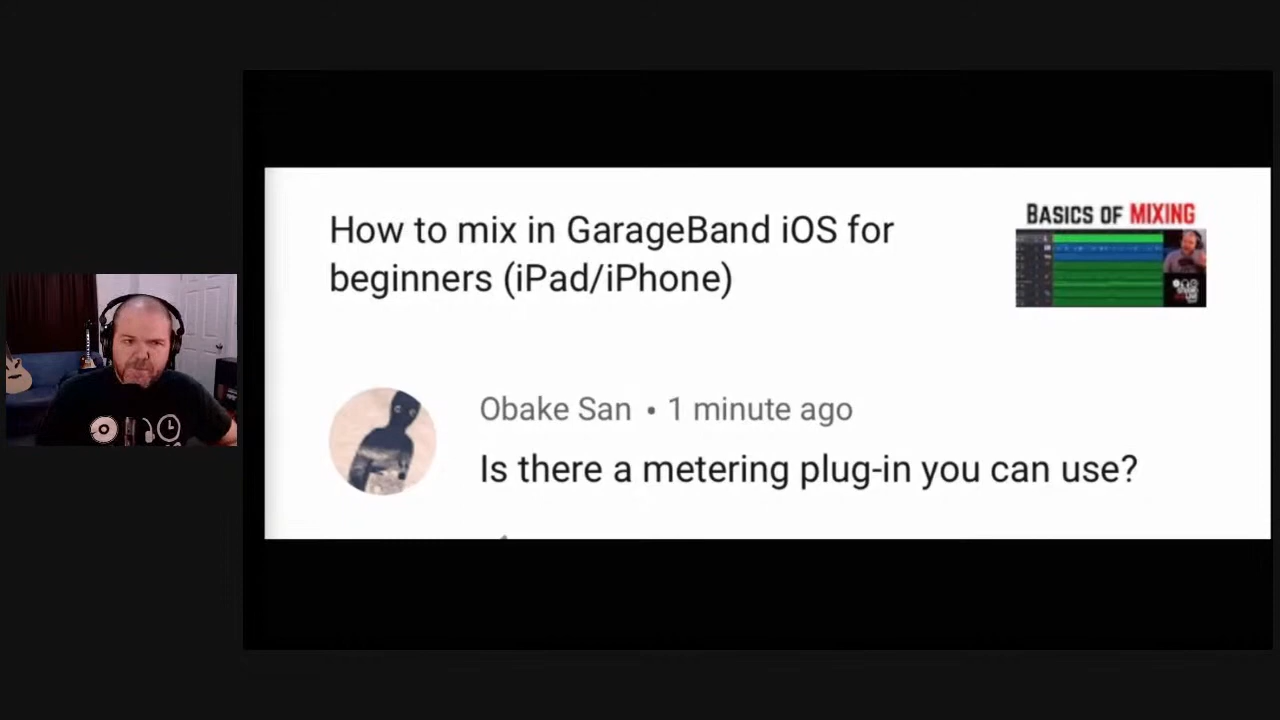 How to mix in GarageBand iOS for
beginners (iPad/iPhone)
BASICS OF MIXING
Obake San • 1 minute ago
Is there a metering plug-in you can use?